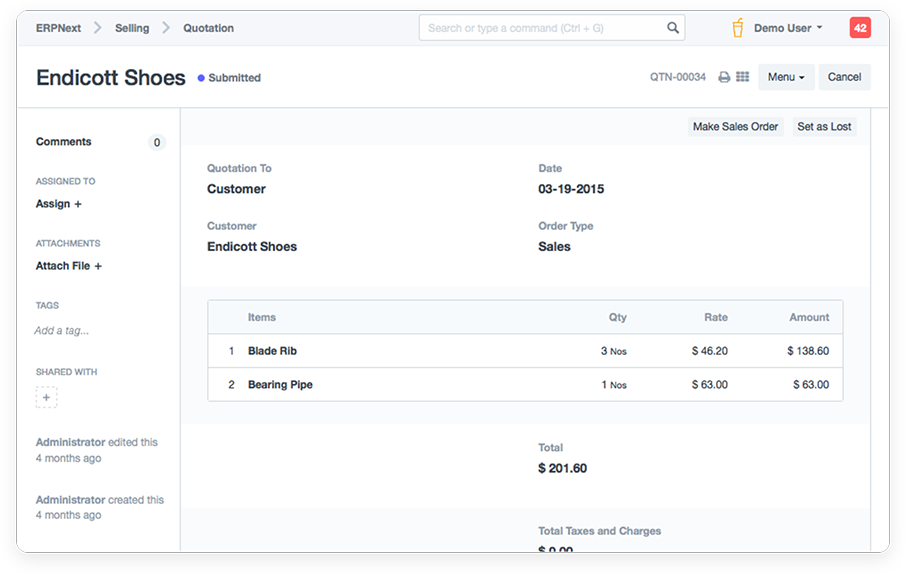 ERPNext Selling Quotation Search or type a command (Ctrl + G) Demo User 42
Endicott Shoes Submitted QTN-00034 Menu Cancel
Make Sales Order Set as Lost
Comments 0
ASSIGNED TO
Assign +
ATTACHMENTS
Attach File +
TAGS
Add a tag...
SHARED WITH
+
Administrator edited this
4 months ago
Administrator created this
4 months ago
Quotation To Date
Customer 03-19-2015
Customer Order Type
Endicott Shoes Sales
Items Qty Rate Amount
1 Blade Rib 3 Nos $ 46.20 $ 138.60
2 Bearing Pipe 1 Nos $ 63.00 $ 63.00
Total
$ 201.60
Total Taxes and Charges
$ 0.00